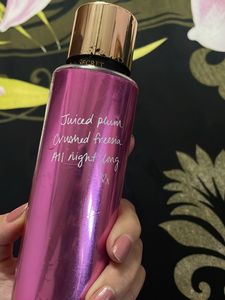 SECRET
Juiced plum
Crushed freesia
All night long